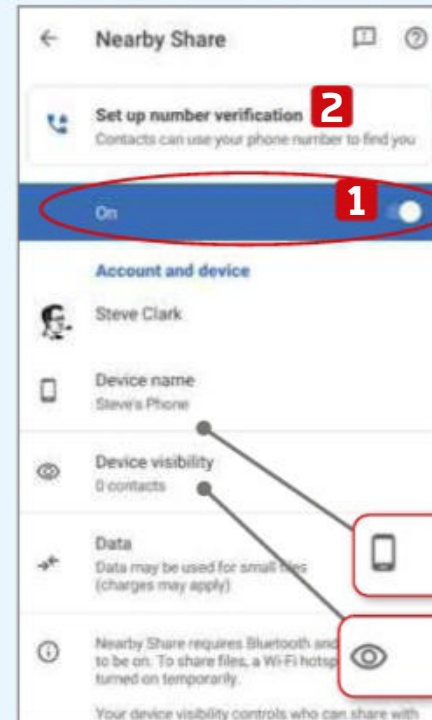 Nearby Share
Set up number verification 2
Contacts can use your phone number to find you
On 1
Account and device
Steve Clark
Device name
Steve's Phone
Device visibility
0 contacts
Data
Data may be used for small files
(charges may apply)
Nearby Share requires Bluetooth and
to be on. To share files, a Wi-Fi hotsp
turned on temporarily.
Your device visibility controls who can share with